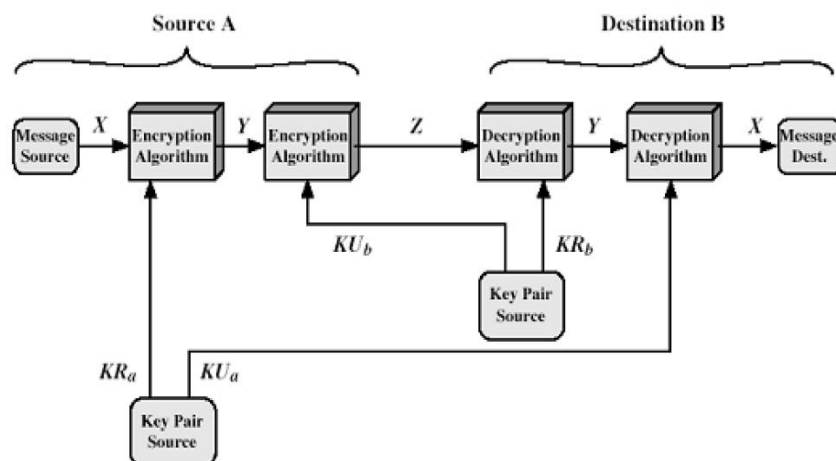 Source A
Destination B
Message
Source
X
Encryption
Algorithm
Y
Encryption
Algorithm
Z
Decryption
Algorithm
Y
Decryption
Algorithm
X
Message
Dest.
KUb
KRb
Key Pair
Source
KRa
KUa
Key Pair
Source